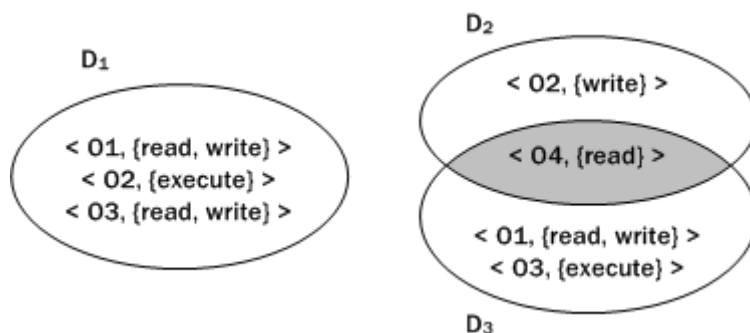 D₁
< O1, {read, write} >
< O2, {execute} >
< O3, {read, write} >
D₂
< O2, {write} >
< O4, {read} >
< O1, {read, write} >
< O3, {execute} >
D₃